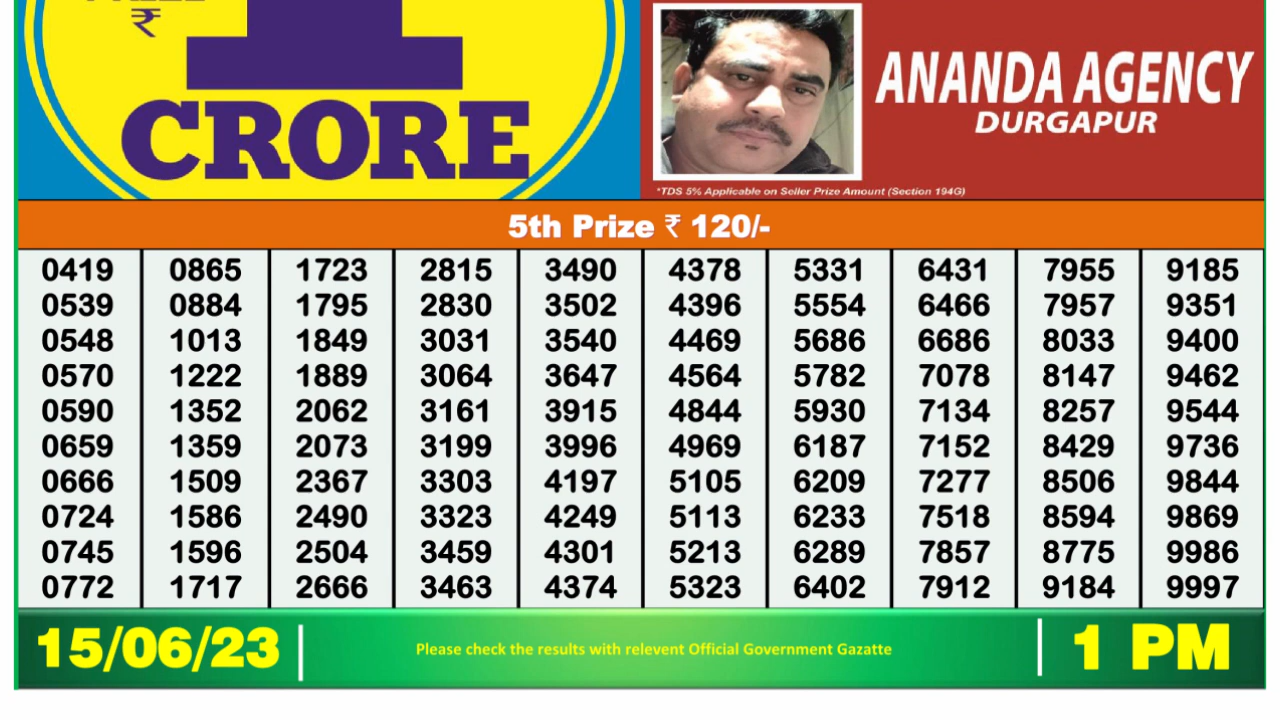 ₹
CRORE
ANANDA AGENCY
DURGAPUR
*TDS 5% Applicable on Seller Prize Amount (Section 194G)
5th Prize ₹ 120/-
0419 0865 1723 2815 3490 4378 5331 6431 7955 9185
0539 0884 1795 2830 3502 4396 5554 6466 7957 9351
0548 1013 1849 3031 3540 4469 5686 6686 8033 9400
0570 1222 1889 3064 3647 4564 5782 7078 8147 9462
0590 1352 2062 3161 3915 4844 5930 7134 8257 9544
0659 1359 2073 3199 3996 4969 6187 7152 8429 9736
0666 1509 2367 3303 4197 5105 6209 7277 8506 9844
0724 1586 2490 3323 4249 5113 6233 7518 8594 9869
0745 1596 2504 3459 4301 5213 6289 7857 8775 9986
0772 1717 2666 3463 4374 5323 6402 7912 9184 9997
15/06/23 Please check the results with relevent Official Government Gazatte 1 PM